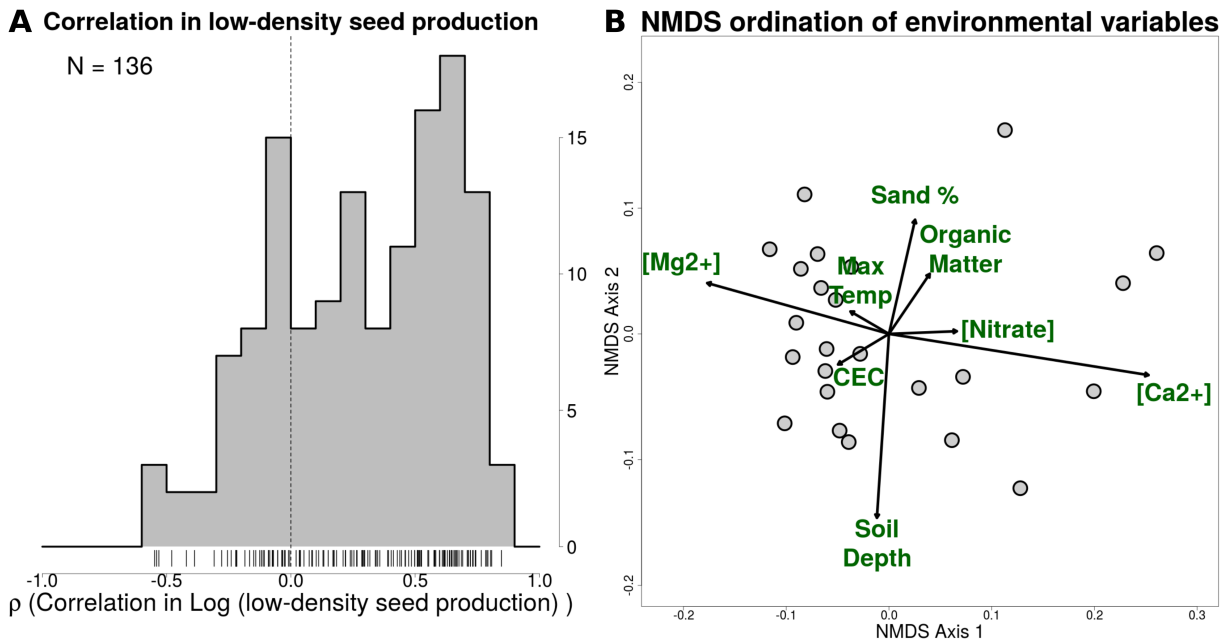 A Correlation in low-density seed production
N = 136
15
10
5
0
-1.0 -0.5 0.0 0.5 1.0
ρ (Correlation in Log (low-density seed production) )
B NMDS ordination of environmental variables
0.2
0.1
0.0
-0.1
-0.2
NMDS Axis 2
Sand %
Organic
Matter
[Mg2+]
Max
Temp
[Nitrate]
CEC
[Ca2+]
Soil
Depth
-0.2 -0.1 0.0 0.1 0.2 0.3
NMDS Axis 1